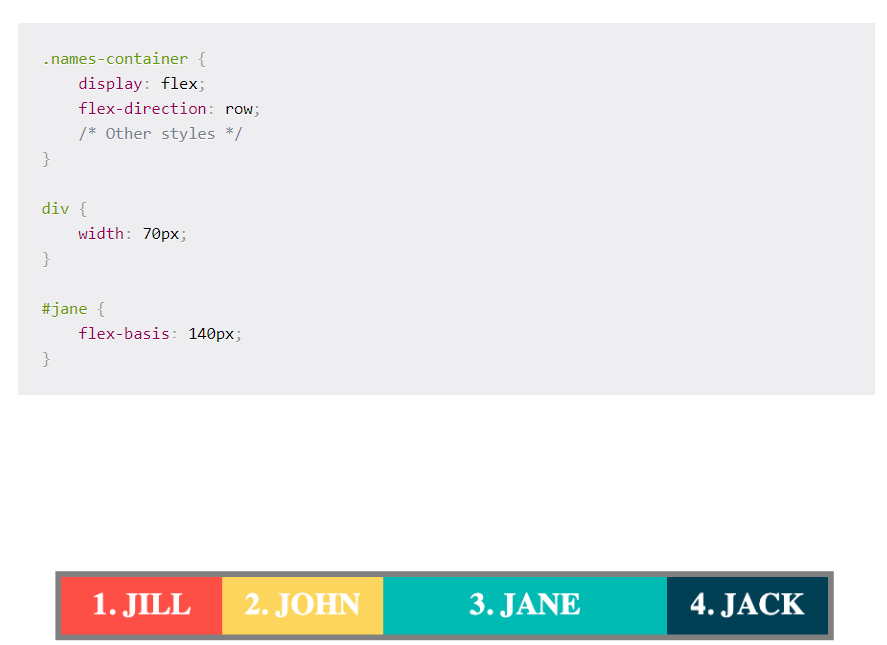 .names-container {
    display: flex;
    flex-direction: row;
    /* Other styles */
}

div {
    width: 70px;
}

#jane {
    flex-basis: 140px;
}

1. JILL 2. JOHN 3. JANE 4. JACK